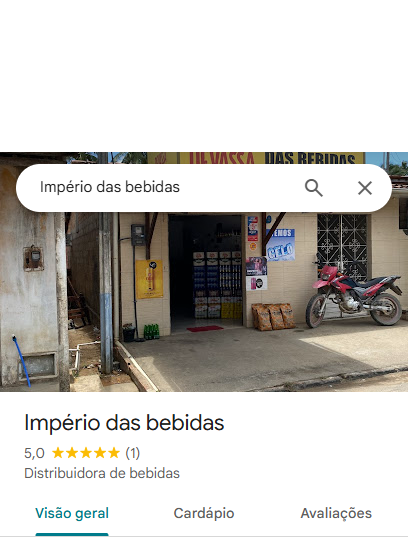 DEVASSA DAS BEBIDAS
Império das bebidas
TEMOS
GELO
Império das bebidas
5,0 (1)
Distribuidora de bebidas
Visão geral
Cardápio
Avaliações